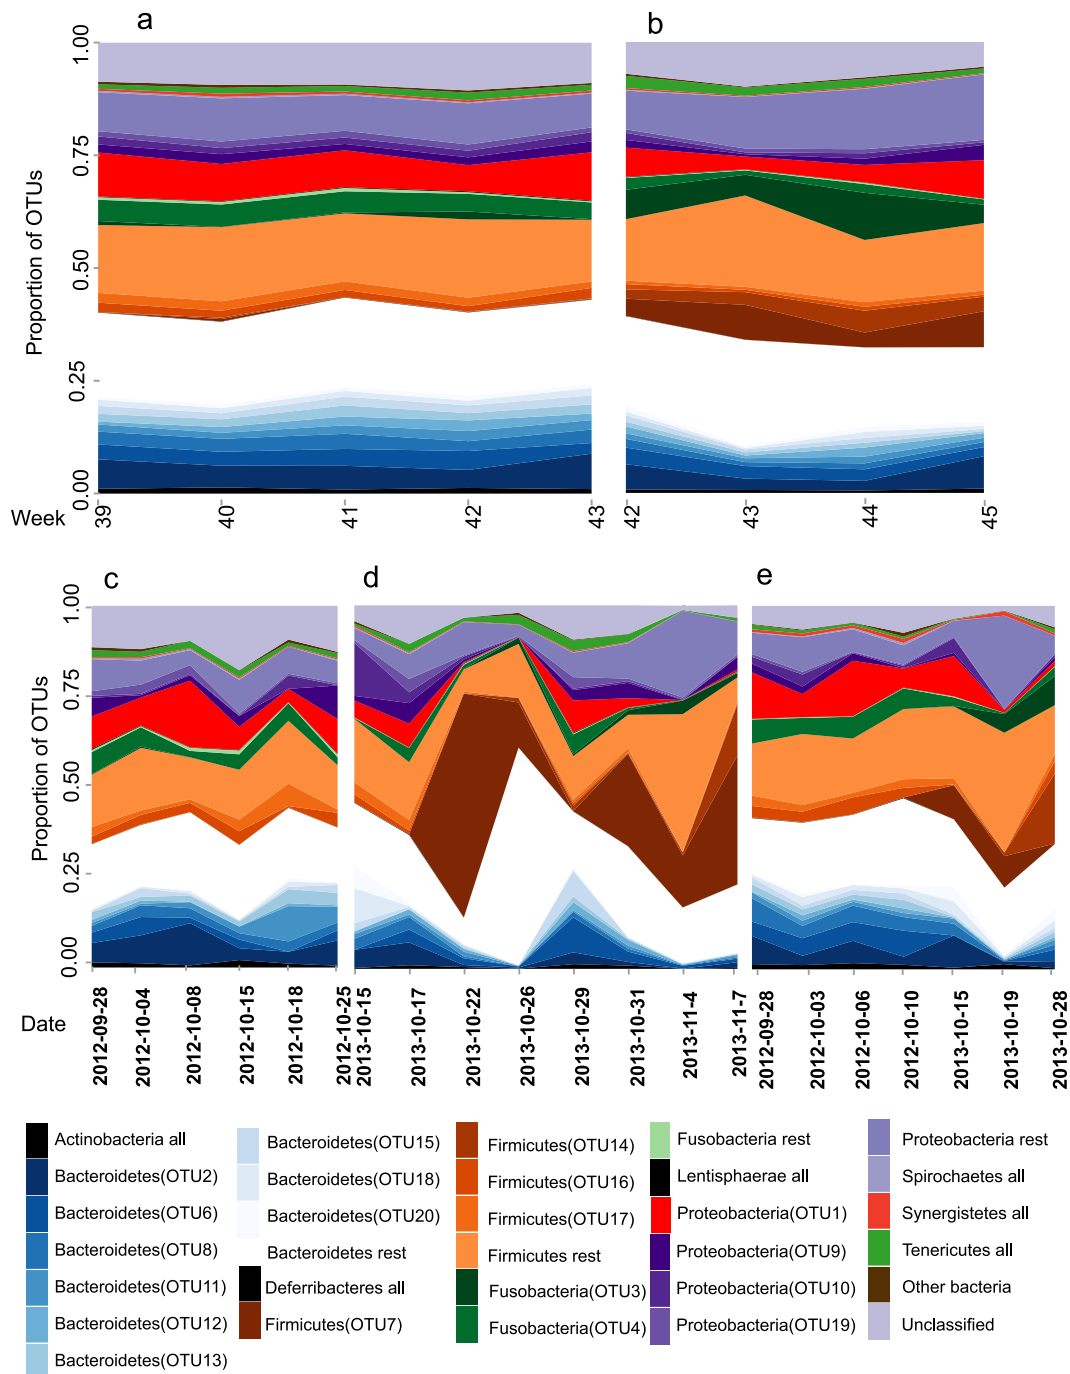 a
b
Proportion of OTUs
1.00
0.75
0.50
0.25
0.00
Week
39
40
41
42
43
42
43
44
45
c
d
e
Proportion of OTUs
1.00
0.75
0.50
0.25
0.00
Date
2012-09-28
2012-10-04
2012-10-08
2012-10-15
2012-10-18
2012-10-25
2013-10-15
2013-10-17
2013-10-22
2013-10-26
2013-10-29
2013-10-31
2013-11-4
2013-11-7
2012-09-28
2012-10-03
2012-10-06
2012-10-10
2013-10-15
2013-10-19
2013-10-28
Actinobacteria all
Bacteroidetes(OTU2)
Bacteroidetes(OTU6)
Bacteroidetes(OTU8)
Bacteroidetes(OTU11)
Bacteroidetes(OTU12)
Bacteroidetes(OTU13)
Bacteroidetes(OTU15)
Bacteroidetes(OTU18)
Bacteroidetes(OTU20)
Bacteroidetes rest
Deferribacteres all
Firmicutes(OTU7)
Firmicutes(OTU14)
Firmicutes(OTU16)
Firmicutes(OTU17)
Firmicutes rest
Fusobacteria(OTU3)
Fusobacteria(OTU4)
Fusobacteria rest
Lentisphaerae all
Proteobacteria(OTU1)
Proteobacteria(OTU9)
Proteobacteria(OTU10)
Proteobacteria(OTU19)
Proteobacteria rest
Spirochaetes all
Synergistetes all
Tenericutes all
Other bacteria
Unclassified